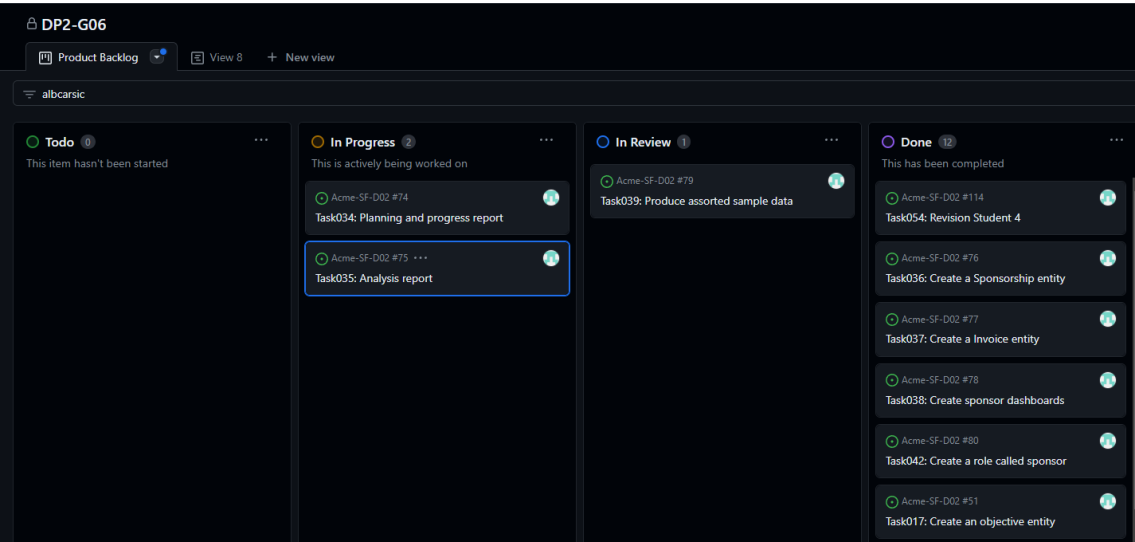 DP2-G06
Product Backlog
View 8
New view
albcarsic
Todo 0
This item hasn't been started
In Progress 2
This is actively being worked on
Acme-SF-D02 #74
Task034: Planning and progress report
Acme-SF-D02 #75
Task035: Analysis report
In Review 1
Acme-SF-D02 #79
Task039: Produce assorted sample data
Done 12
This has been completed
Acme-SF-D02 #114
Task054: Revision Student 4
Acme-SF-D02 #76
Task036: Create a Sponsorship entity
Acme-SF-D02 #77
Task037: Create a Invoice entity
Acme-SF-D02 #78
Task038: Create sponsor dashboards
Acme-SF-D02 #80
Task042: Create a role called sponsor
Acme-SF-D02 #51
Task017: Create an objective entity